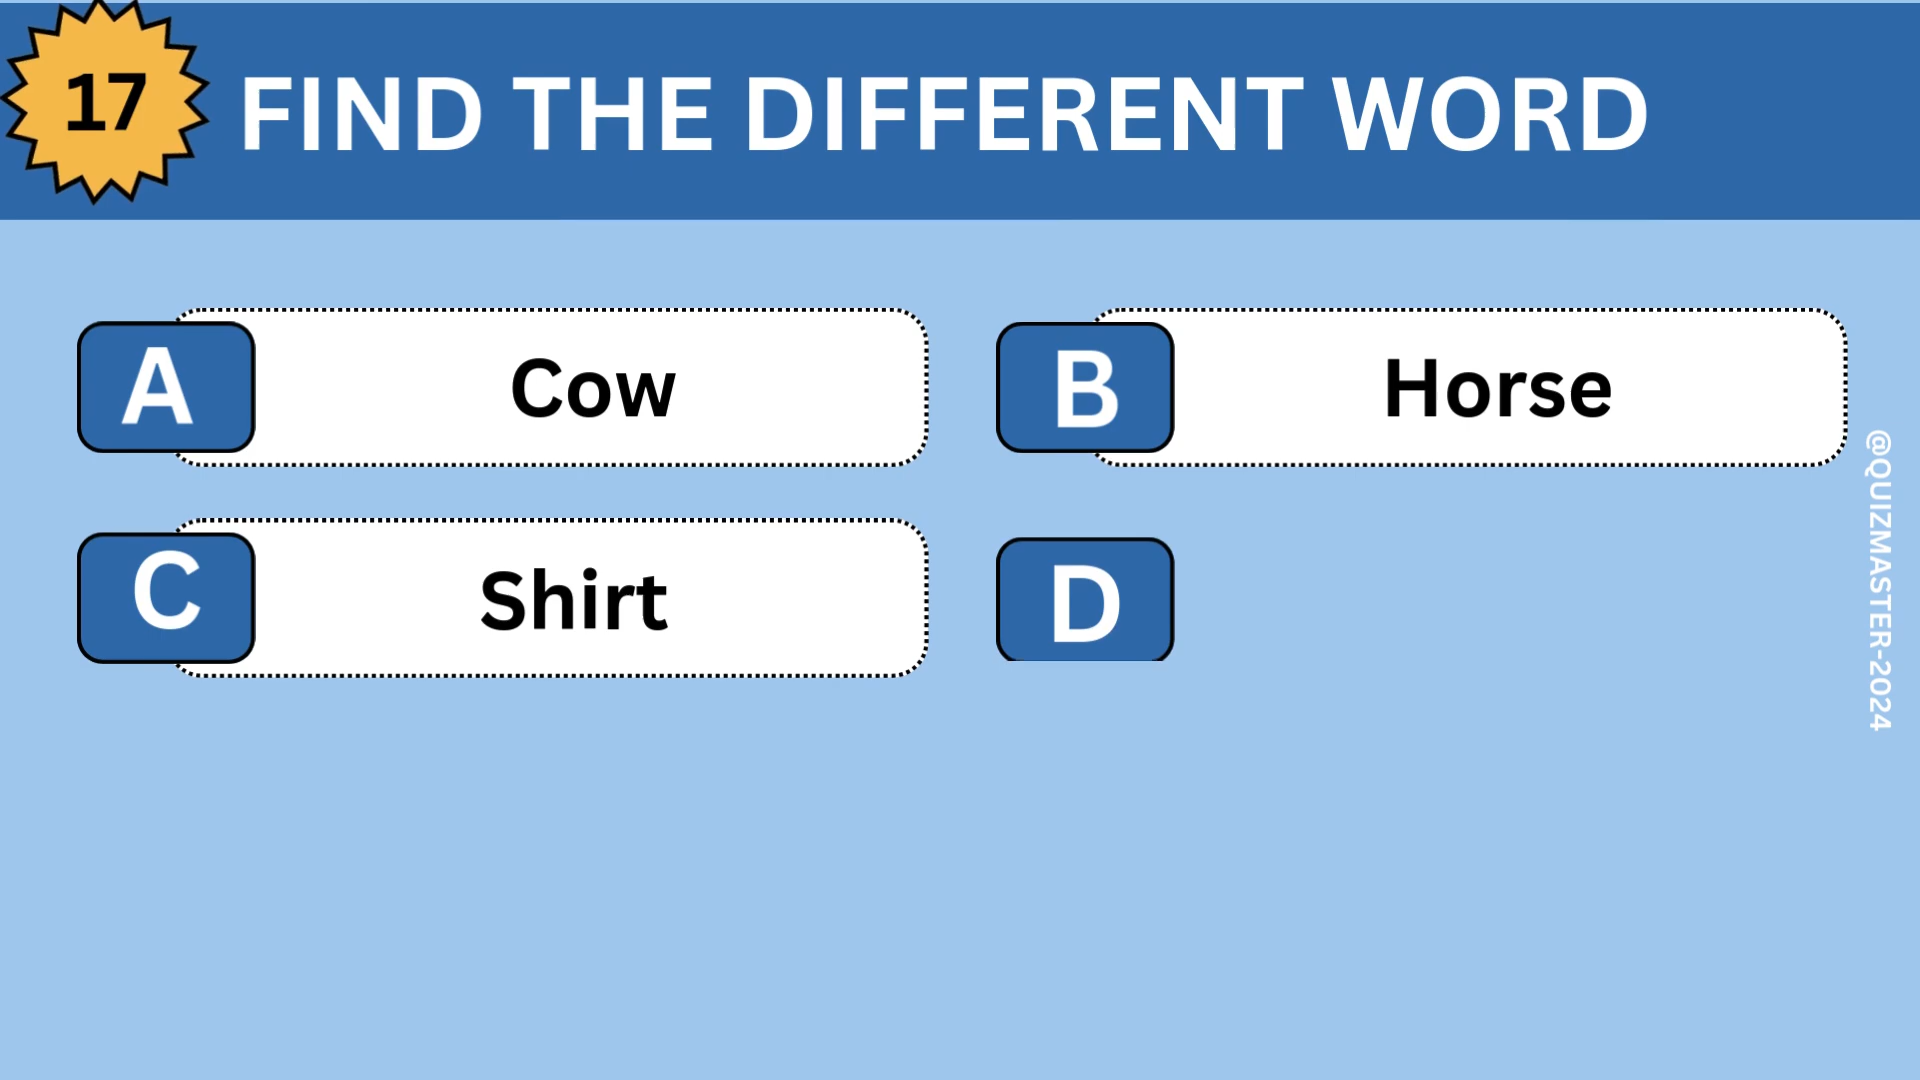 17
FIND THE DIFFERENT WORD
A
Cow
B
Horse
C
Shirt
D
@QUIZMASTER-2024